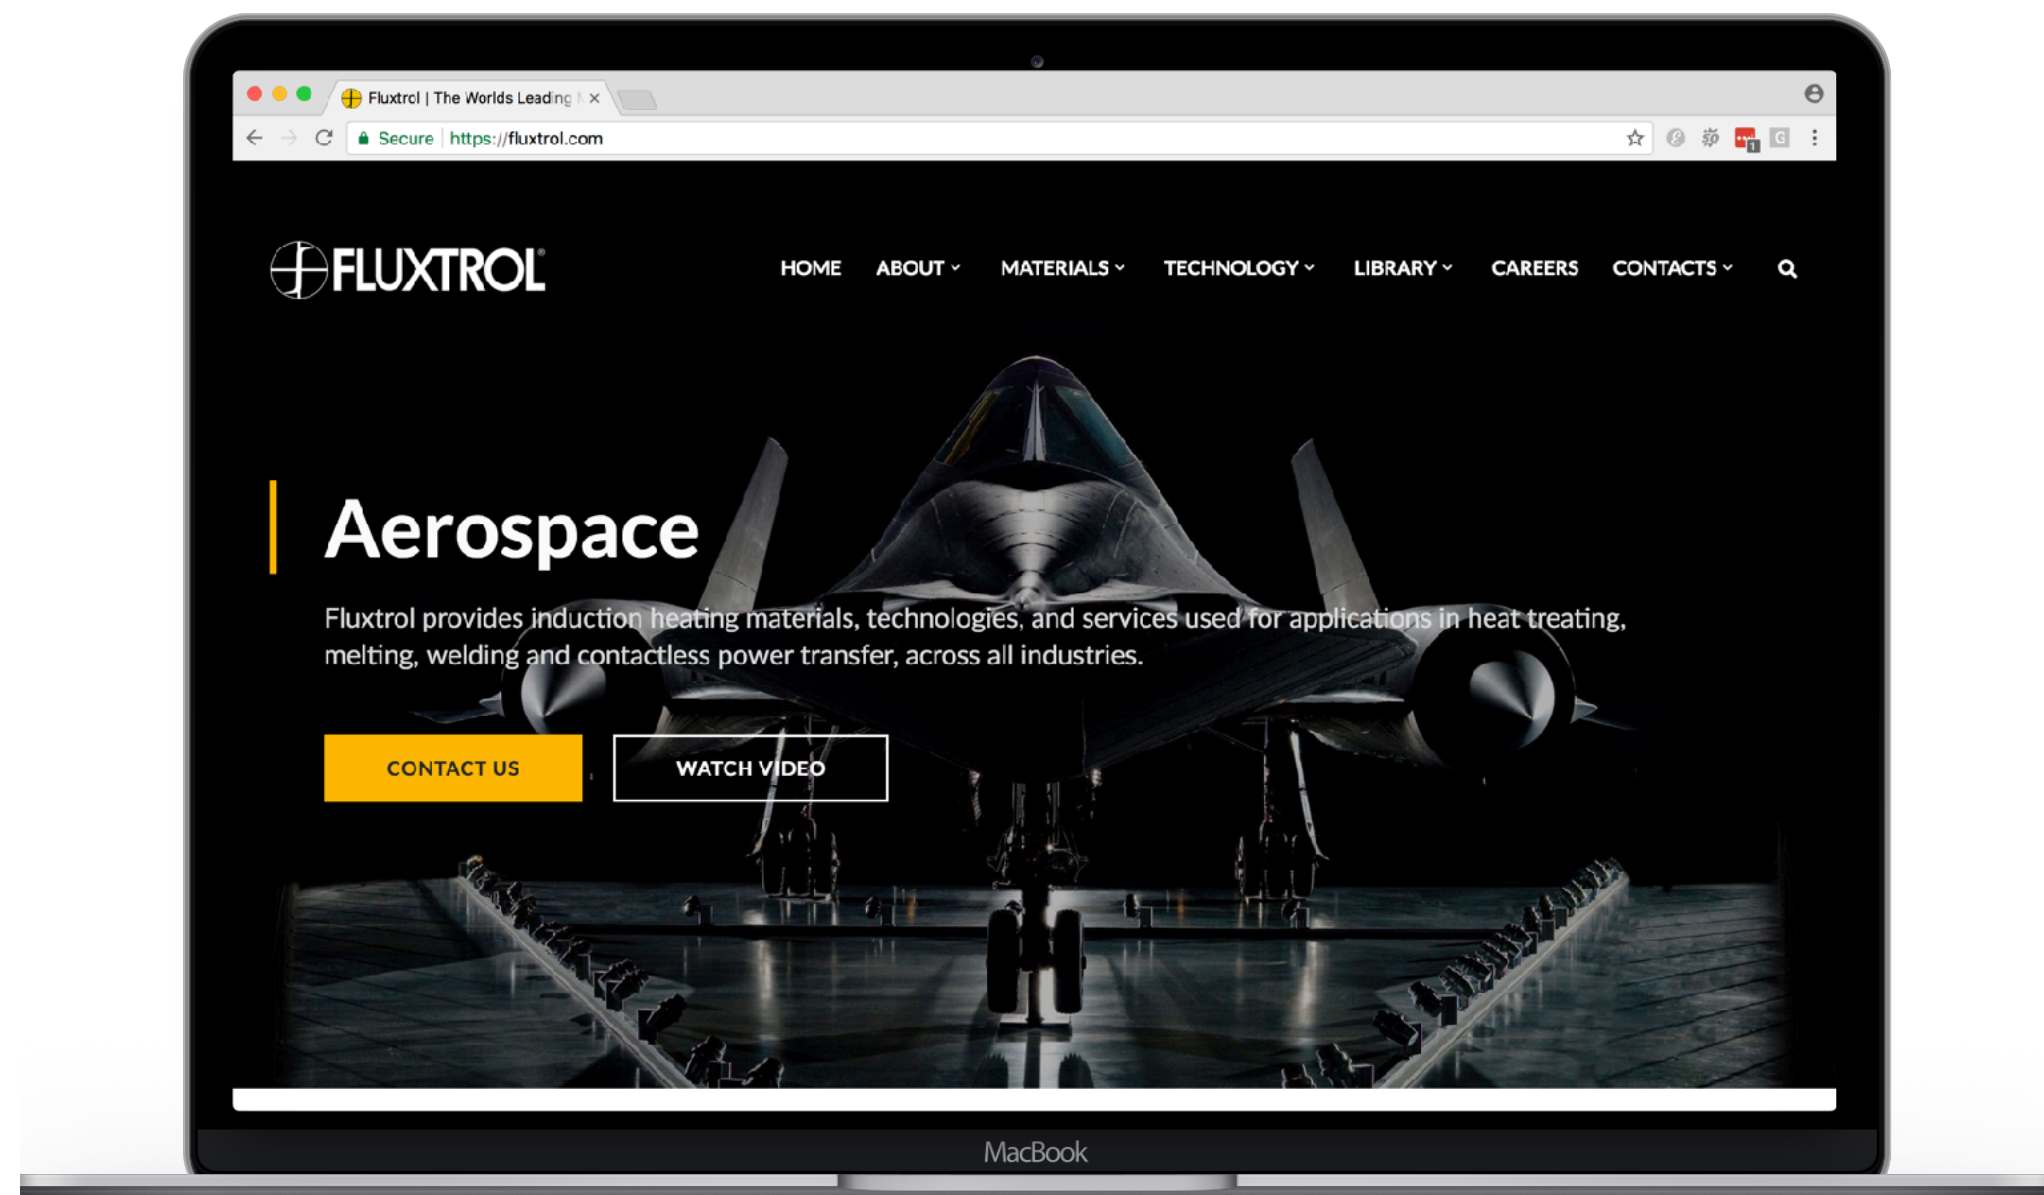 Fluxtrol | The Worlds Leading
Secure https://fluxtrol.com
1 G
FLUXTROL®
HOME ABOUT MATERIALS TECHNOLOGY LIBRARY CAREERS CONTACTS
Aerospace
Fluxtrol provides induction heating materials, technologies, and services used for applications in heat treating,
melting, welding and contactless power transfer, across all industries.
CONTACT US WATCH VIDEO
MacBook